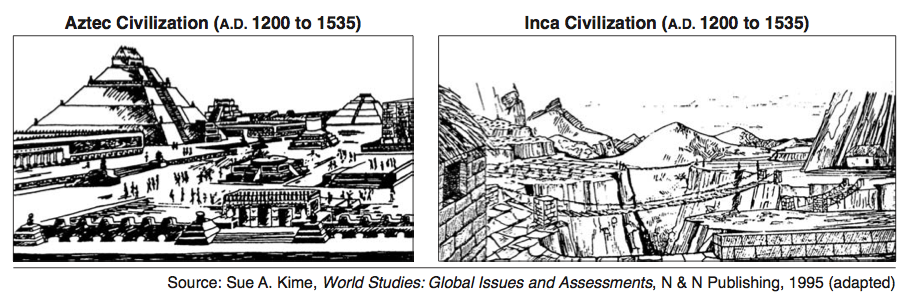 Aztec Civilization (A.D. 1200 to 1535)
Inca Civilization (A.D. 1200 to 1535)
Source: Sue A. Kime, World Studies: Global Issues and Assessments, N & N Publishing, 1995 (adapted)